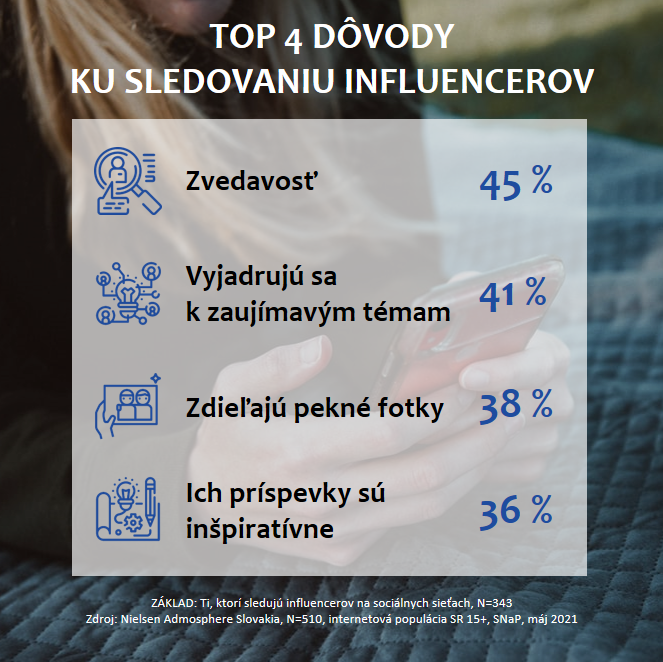 TOP 4 DÔVODY
KU SLEDOVANIU INFLUENCEROV
Zvedavosť 45 %
Vyjadrujú sa
k zaujímavým témam 41 %
Zdieľajú pekné fotky 38 %
Ich príspevky sú
inšpiratívne 36 %
ZÁKLAD: Ti, ktorí sledujú influencerov na sociálnych sieťach, N=343
Zdroj: Nielsen Admosphere Slovakia, N=510, internetová populácia SR 15+, SNaP, máj 2021